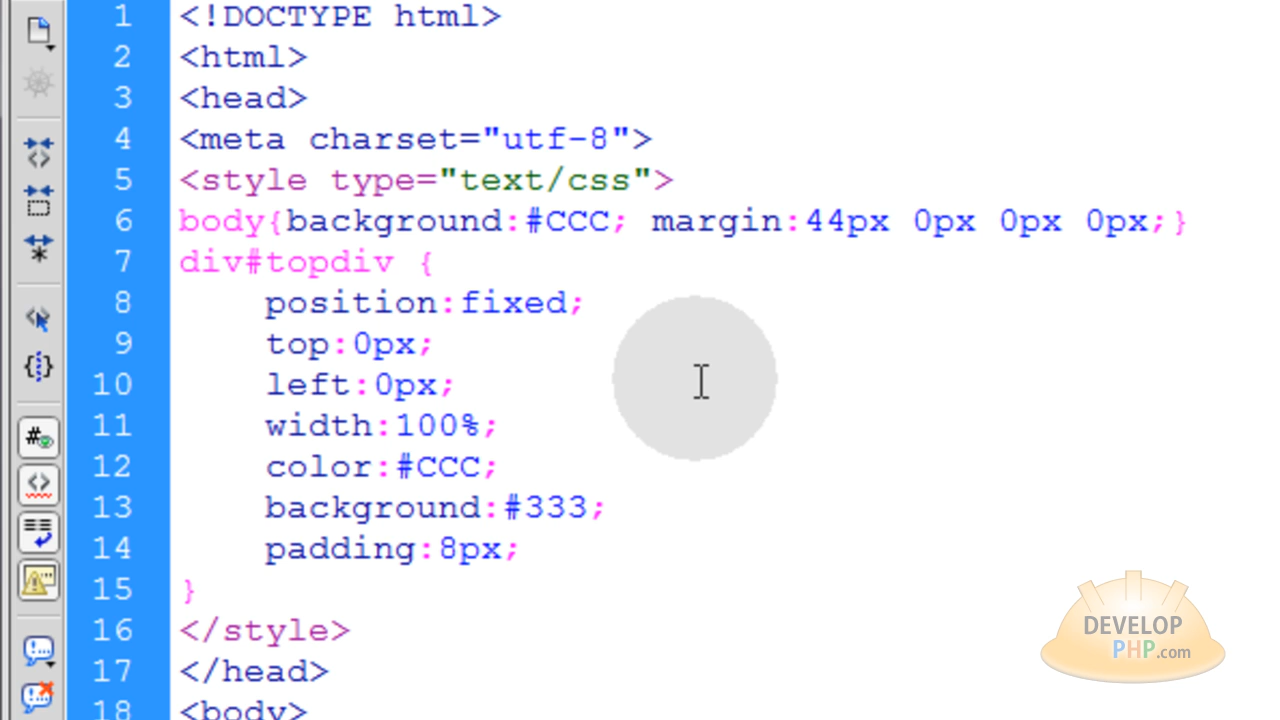 1 <!DOCTYPE html>
2 <html>
3 <head>
4 <meta charset="utf-8">
5 <style type="text/css">
6 body{background:#CCC; margin:44px 0px 0px 0px;}
7 div#topdiv {
8     position:fixed;
9     top:0px;
10     left:0px;
11     width:100%;
12     color:#CCC;
13     background:#333;
14     padding:8px;
15 }
16 </style>
17 </head>
18 <body>
DEVELOP
PHP.com